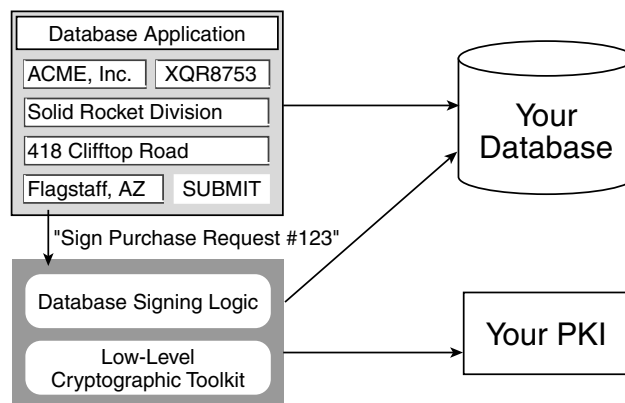 Database Application
ACME, Inc. XQR8753
Solid Rocket Division
418 Clifftop Road
Flagstaff, AZ SUBMIT
"Sign Purchase Request #123"
Database Signing Logic
Low-Level
Cryptographic Toolkit
Your
Database
Your PKI